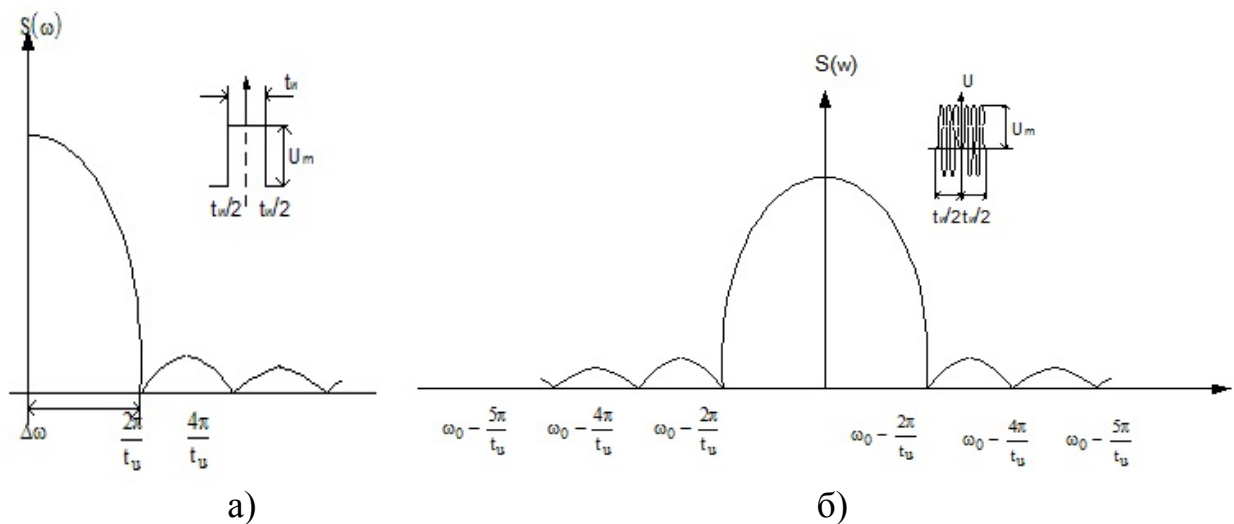 S(ω)
tи
Um
tи/2 tи/2
Δω
2π/tи
4π/tи
а)
S(w)
U
Um
tи/2 tи/2
ω0 − 5π/tи
ω0 − 4π/tи
ω0 − 2π/tи
ω0 − 2π/tи
ω0 − 4π/tи
ω0 − 5π/tи
б)